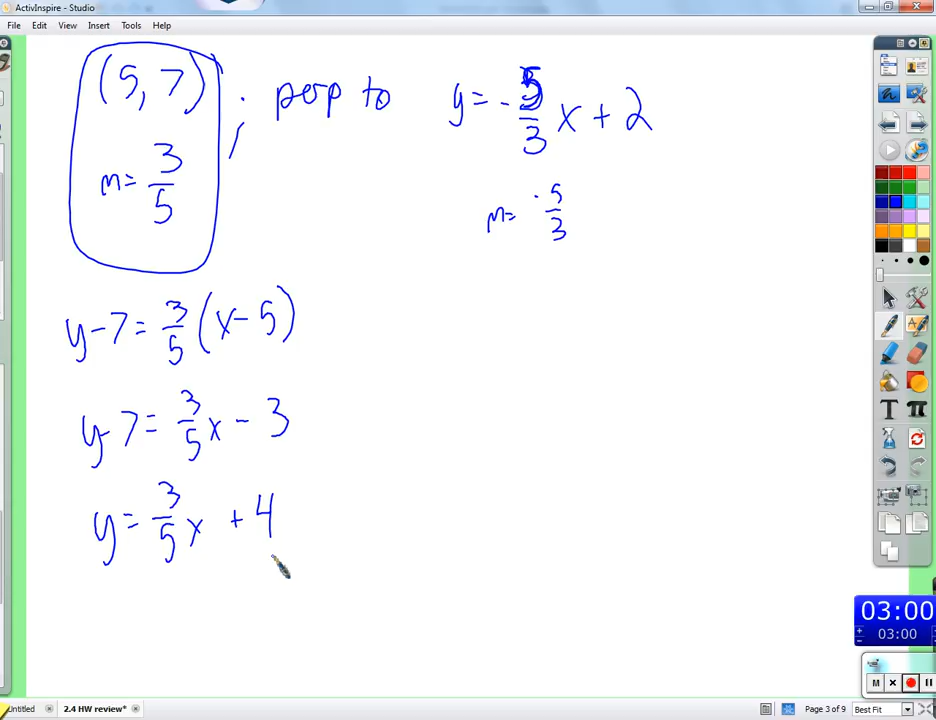 ActivInspire - Studio
File Edit View Insert Tools
(5, 7) ; perp to y = -5/3 x + 2
m = 3/5
m = -5/3
y - 7 = 3/5 (x - 5)
y - 7 = 3/5 x - 3
y = 3/5 x + 4
03:00
03:00
M
Untitled
2.4 HW review*
Page 3 of 9
Best Fit